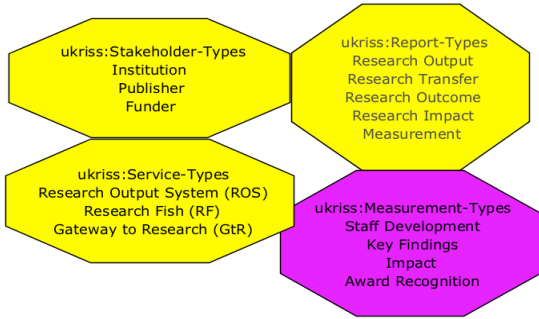 ukriss:Stakeholder-Types
Institution
Publisher
Funder
ukriss:Report-Types
Research Output
Research Transfer
Research Outcome
Research Impact
Measurement
ukriss:Service-Types
Research Output System (ROS)
Research Fish (RF)
Gateway to Research (GtR)
ukriss:Measurement-Types
Staff Development
Key Findings
Impact
Award Recognition